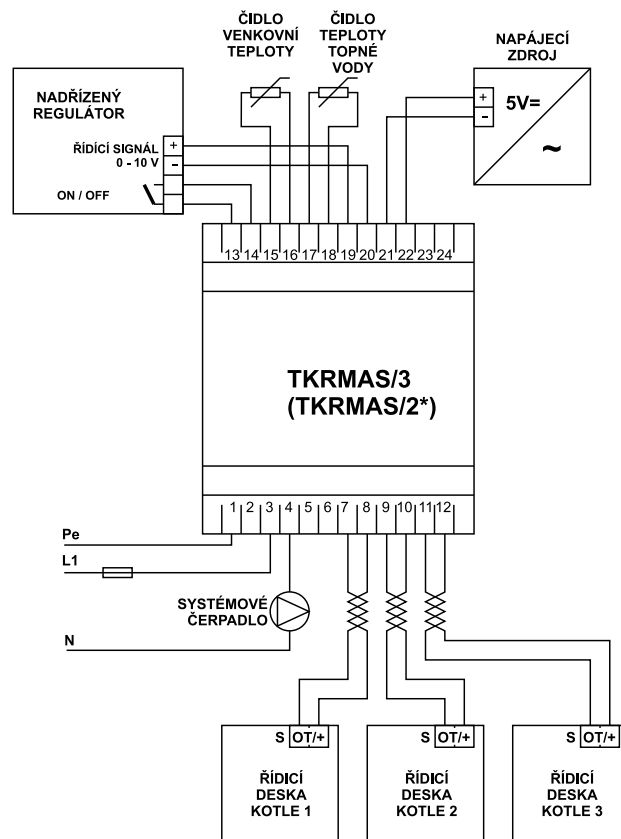 ČIDLO
VENKOVNÍ
TEPLOTY
ČIDLO
TEPLOTY
TOPNÉ
VODY
NAPÁJECÍ
ZDROJ
NADŘÍZENÝ
REGULÁTOR
+
-
5V=
~
ŘÍDÍCÍ SIGNÁL
0 - 10 V
+
-
ON / OFF
13 14 15 16 17 18 19 20 21 22 23 24
TKRMAS/3
(TKRMAS/2*)
1 2 3 4 5 6 7 8 9 10 11 12
Pe
L1
SYSTÉMOVÉ
ČERPADLO
N
S OT/+
ŘÍDICÍ
DESKA
KOTLE 1
S OT/+
ŘÍDICÍ
DESKA
KOTLE 2
S OT/+
ŘÍDICÍ
DESKA
KOTLE 3